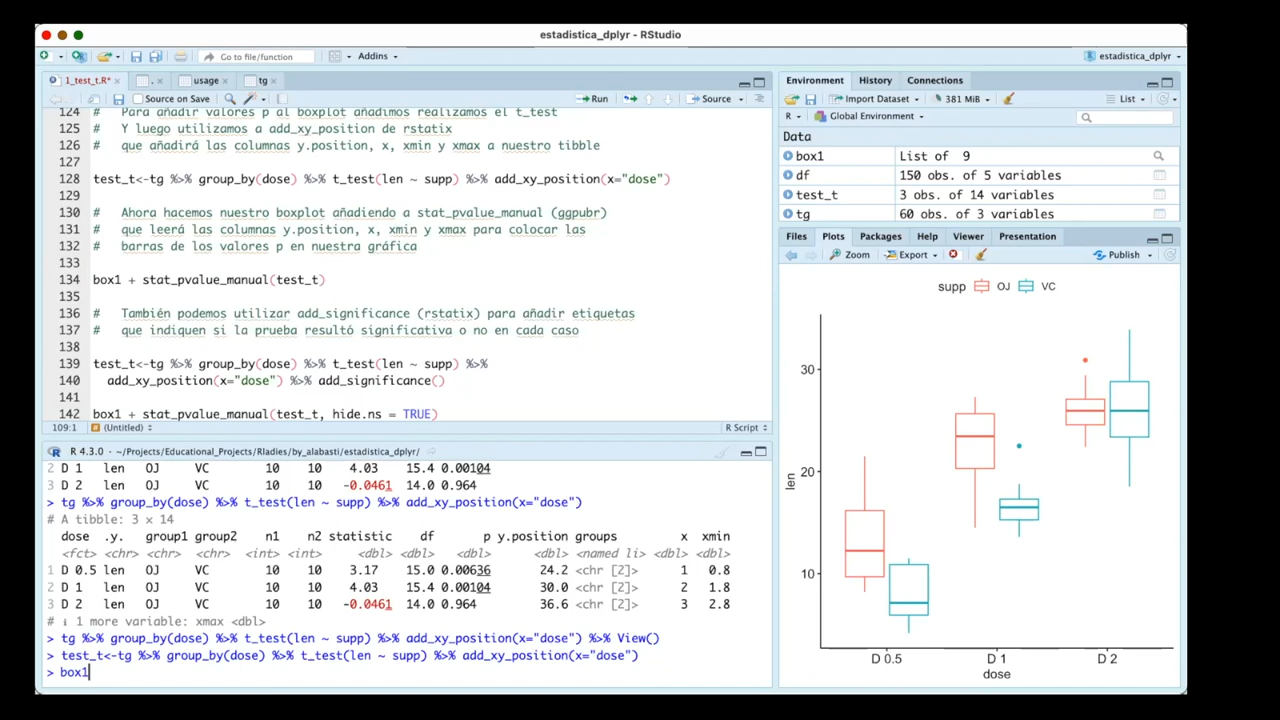 estadistica_dplyr - RStudio
Go to file/function
Addins
estadistica_dplyr
1_test_t.R*
.
usage
tg
Source on Save
Run
Source
124 # Para añadir valores p al boxplot añadimos realizamos el t_test
125 # Y luego utilizamos a add_xy_position de rstatix
126 # que añadirá las columnas y.position, x, xmin y xmax a nuestro tibble
127
128 test_t<-tg %>% group_by(dose) %>% t_test(len ~ supp) %>% add_xy_position(x="dose")
129
130 # Ahora hacemos nuestro boxplot añadiendo a stat_pvalue_manual (ggpubr)
131 # que leerá las columnas y.position, x, xmin y xmax para colocar las
132 # barras de los valores p en nuestra gráfica
133
134 box1 + stat_pvalue_manual(test_t)
135
136 # También podemos utilizar add_significance (rstatix) para añadir etiquetas
137 # que indiquen si la prueba resultó significativa o no en cada caso
138
139 test_t<-tg %>% group_by(dose) %>% t_test(len ~ supp) %>%
140 add_xy_position(x="dose") %>% add_significance()
141
142 box1 + stat_pvalue_manual(test_t, hide.ns = TRUE)
109:1 (Untitled) R Script
R 4.3.0 · ~/Projects/Educational_Projects/Rladies/by_alabasti/estadistica_dplyr/
2 D 1 len OJ VC 10 10 4.03 15.4 0.00104
3 D 2 len OJ VC 10 10 -0.0461 14.0 0.964
> tg %>% group_by(dose) %>% t_test(len ~ supp) %>% add_xy_position(x="dose")
# A tibble: 3 × 14
dose .y. group1 group2 n1 n2 statistic df p y.position groups x xmin
<fct> <chr> <chr> <chr> <int> <int> <dbl> <dbl> <dbl> <dbl> <named li> <dbl> <dbl>
1 D 0.5 len OJ VC 10 10 3.17 15.0 0.00636 24.2 <chr [2]> 1 0.8
2 D 1 len OJ VC 10 10 4.03 15.4 0.00104 30.0 <chr [2]> 2 1.8
3 D 2 len OJ VC 10 10 -0.0461 14.0 0.964 36.6 <chr [2]> 3 2.8
# ℹ 1 more variable: xmax <dbl>
> tg %>% group_by(dose) %>% t_test(len ~ supp) %>% add_xy_position(x="dose") %>% View()
> test_t<-tg %>% group_by(dose) %>% t_test(len ~ supp) %>% add_xy_position(x="dose")
> box1
Environment History Connections
Import Dataset 381 MiB List
R Global Environment
Data
box1 List of 9
df 150 obs. of 5 variables
test_t 3 obs. of 14 variables
tg 60 obs. of 3 variables
Files Plots Packages Help Viewer Presentation
Zoom Export Publish
supp OJ VC
30
20
10
len
D 0.5 D 1 D 2
dose